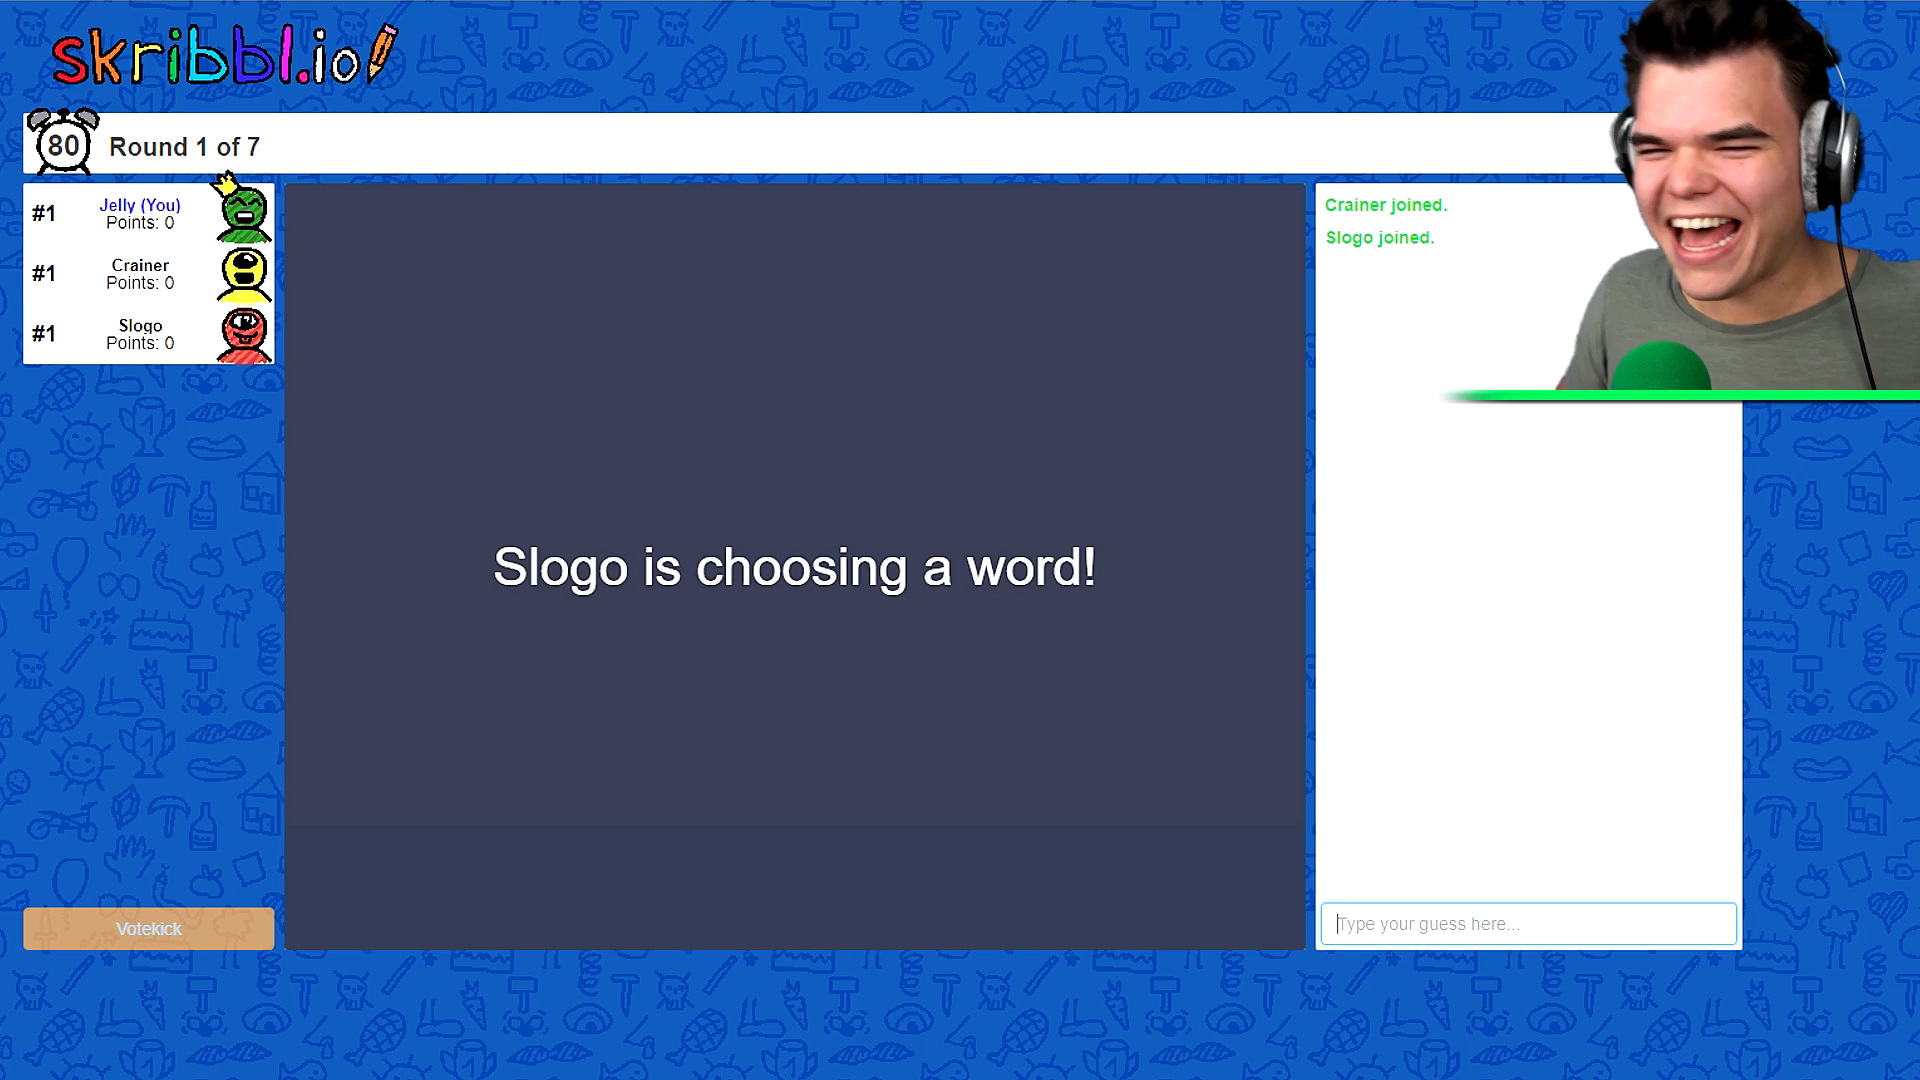 skribbl.io
80
Round 1 of 7
#1
Jelly (You)
Points: 0
#1
Crainer
Points: 0
#1
Slogo
Points: 0
Votekick
Slogo is choosing a word!
Crainer joined.
Slogo joined.
Type your guess here...